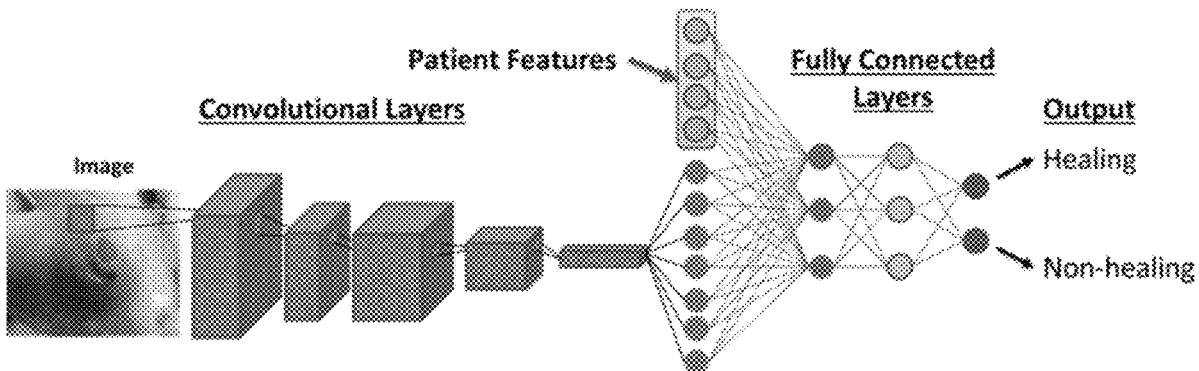 Patient Features
Fully Connected
Layers
Convolutional Layers
Output
Image
Healing
Non-healing